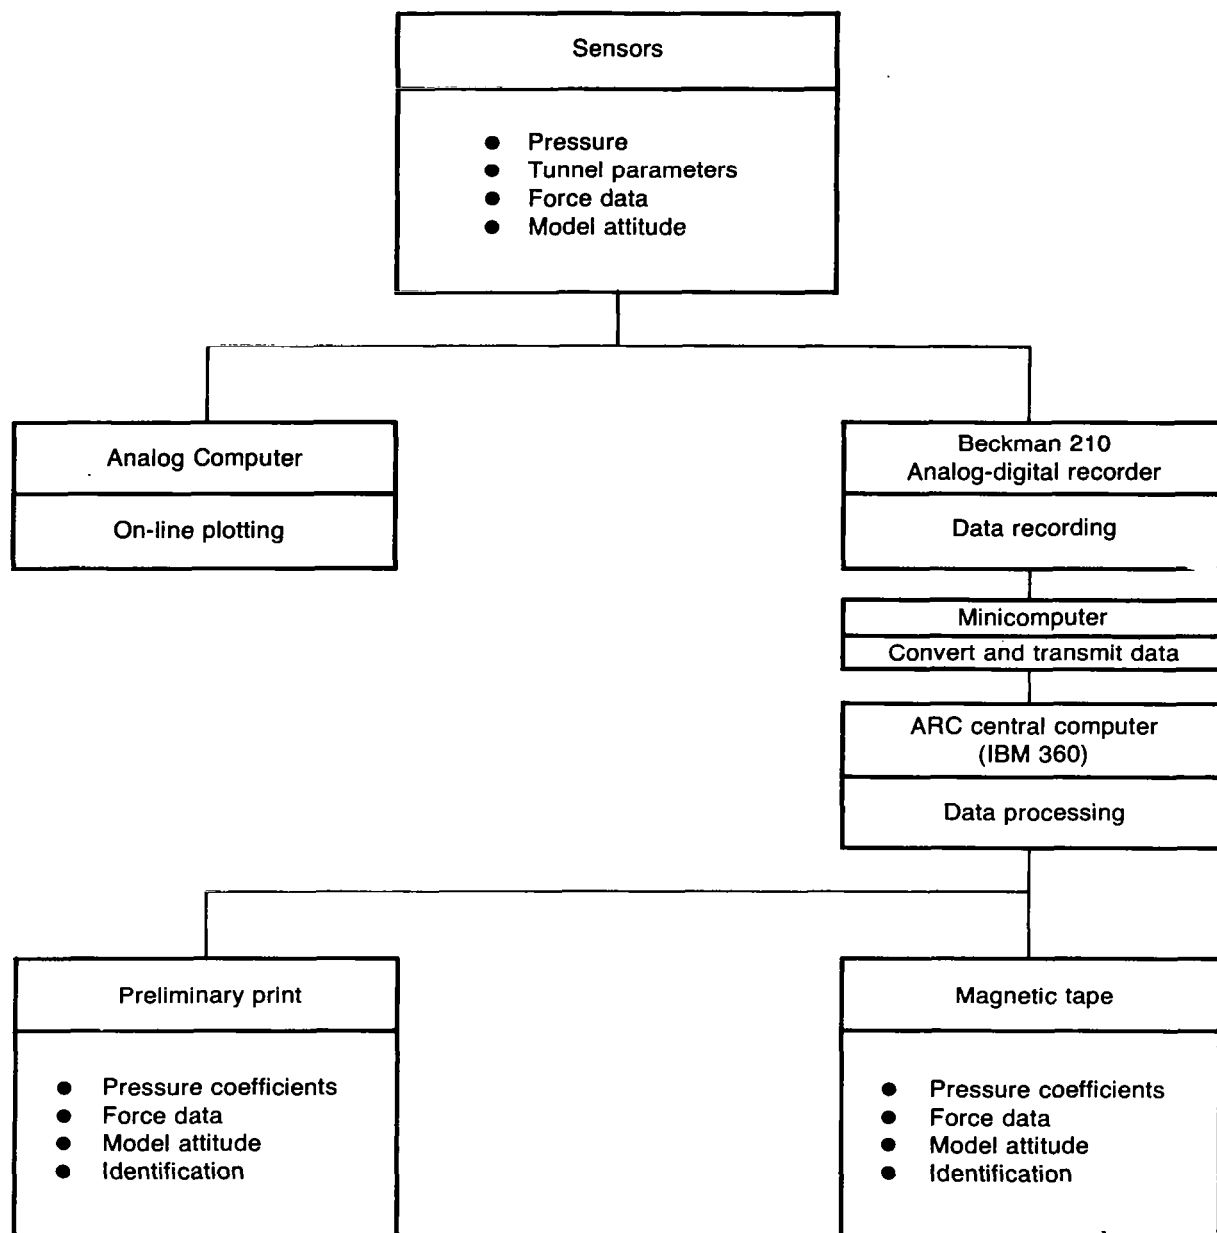 Sensors
● Pressure
● Tunnel parameters
● Force data
● Model attitude
Analog Computer
On-line plotting
Beckman 210
Analog-digital recorder
Data recording
Minicomputer
Convert and transmit data
ARC central computer
(IBM 360)
Data processing
Preliminary print
● Pressure coefficients
● Force data
● Model attitude
● Identification
Magnetic tape
● Pressure coefficients
● Force data
● Model attitude
● Identification